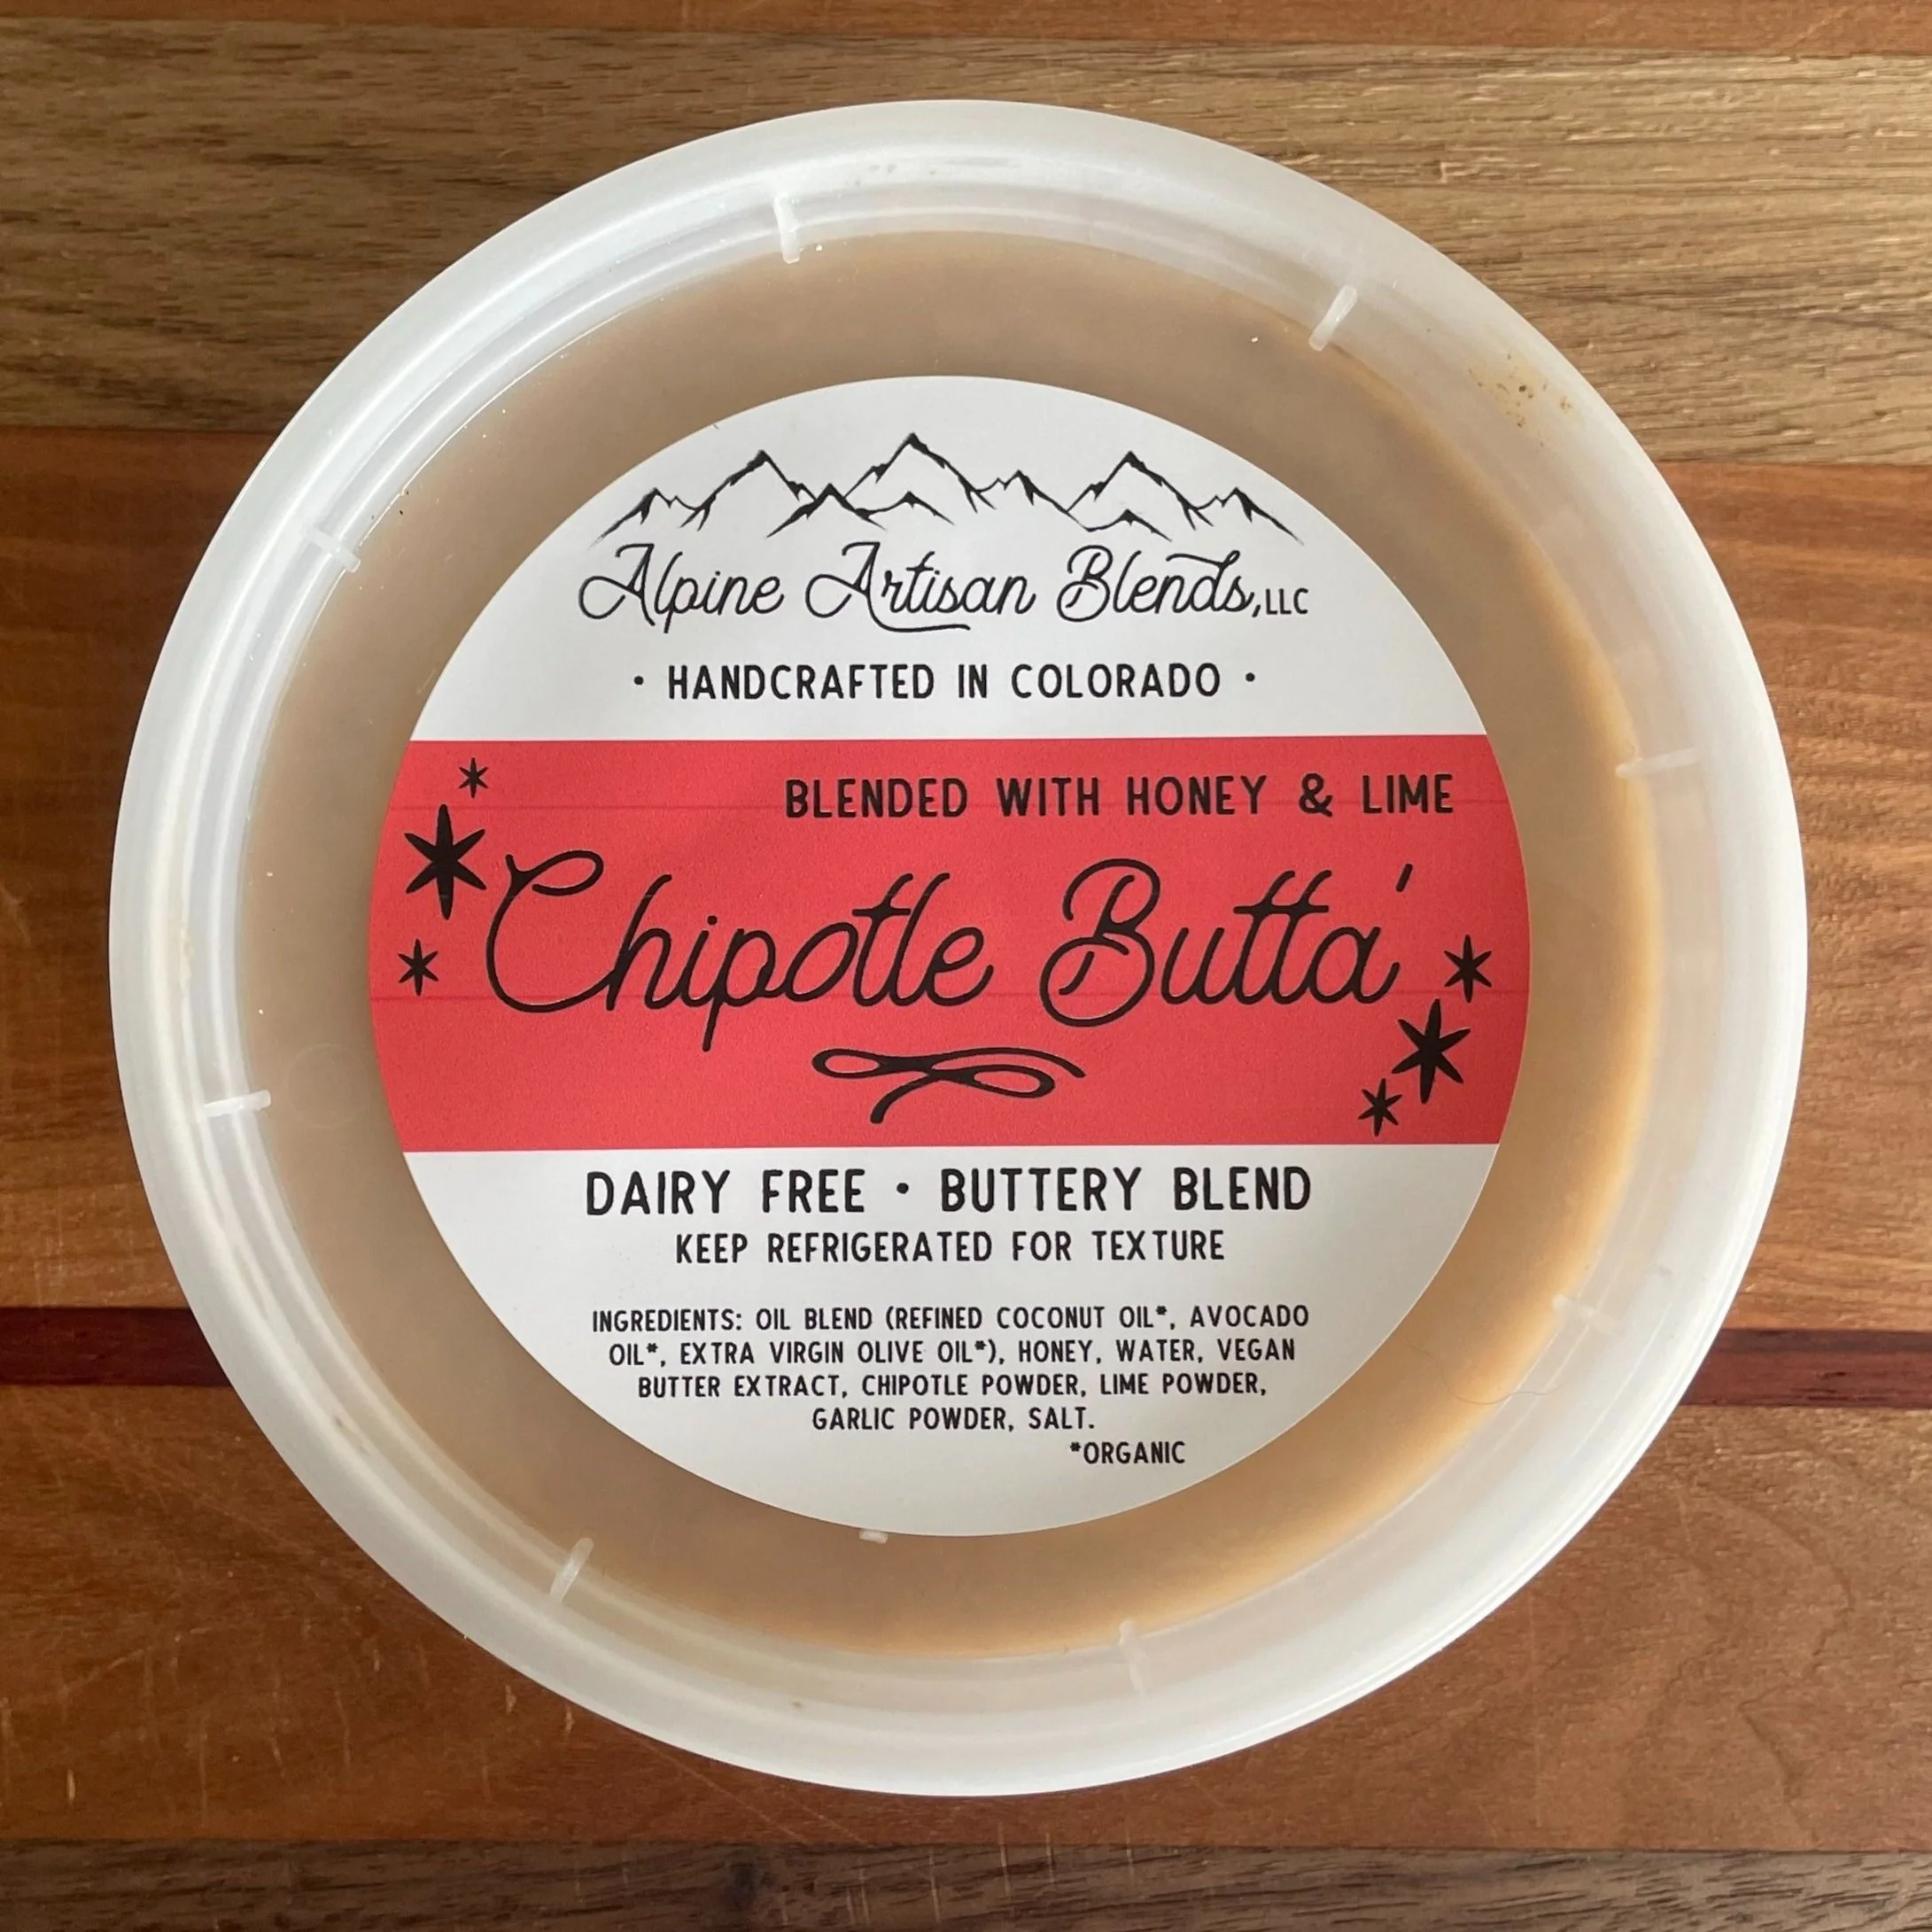 Alpine Artisan Blends, LLC
· HANDCRAFTED IN COLORADO ·
BLENDED WITH HONEY & LIME
Chipotle Butta'
DAIRY FREE · BUTTERY BLEND
KEEP REFRIGERATED FOR TEXTURE
INGREDIENTS: OIL BLEND (REFINED COCONUT OIL*, AVOCADO
OIL*, EXTRA VIRGIN OLIVE OIL*), HONEY, WATER, VEGAN
BUTTER EXTRACT, CHIPOTLE POWDER, LIME POWDER,
GARLIC POWDER, SALT.
*ORGANIC